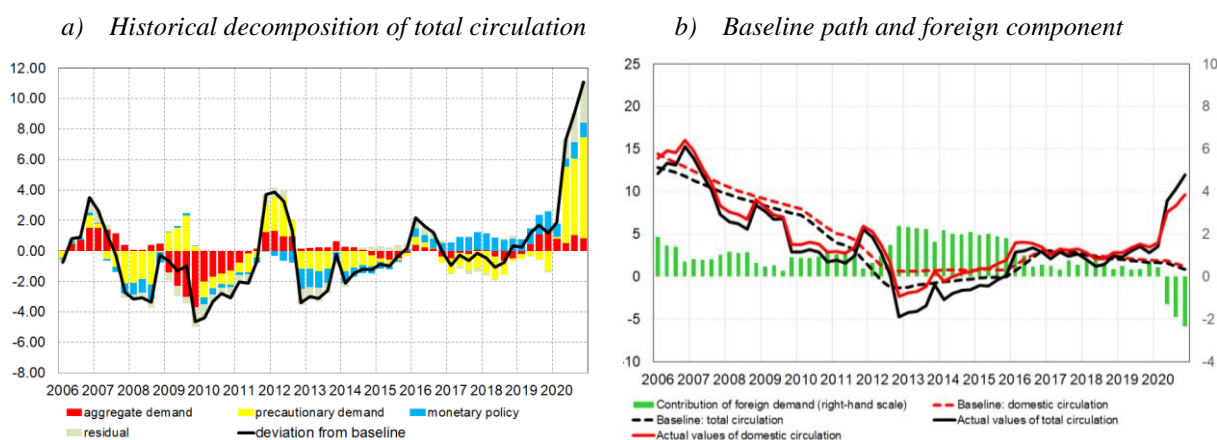 a) Historical decomposition of total circulation
12.00
10.00
8.00
6.00
4.00
2.00
0.00
-2.00
-4.00
-6.00
-8.00
2006 2007 2008 2009 2010 2011 2012 2013 2014 2015 2016 2017 2018 2019 2020
aggregate demand precautionary demand monetary policy
residual deviation from baseline
b) Baseline path and foreign component
25 10
20 8
15 6
10 4
5 2
0 0
-5 -2
-10 -4
2006 2007 2008 2009 2010 2011 2012 2013 2014 2015 2016 2017 2018 2019 2020
Contribution of foreign demand (right-hand scale) Baseline: domestic circulation
Baseline: total circulation Actual values of total circulation
Actual values of domestic circulation